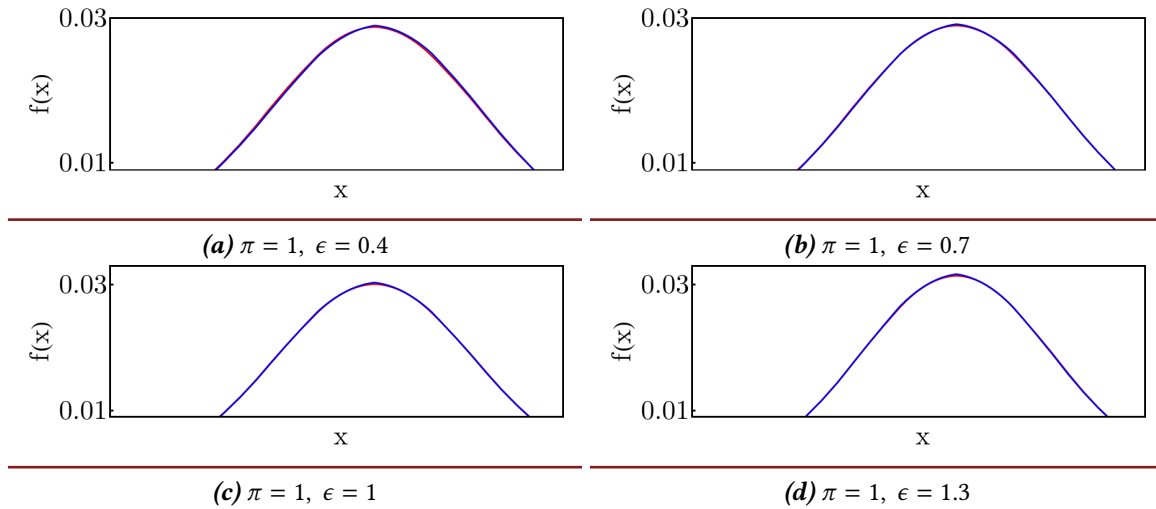 0.03
f(x)
0.01
x
(a) π = 1, ϵ = 0.4
0.03
f(x)
0.01
x
(b) π = 1, ϵ = 0.7
0.03
f(x)
0.01
x
(c) π = 1, ϵ = 1
0.03
f(x)
0.01
x
(d) π = 1, ϵ = 1.3